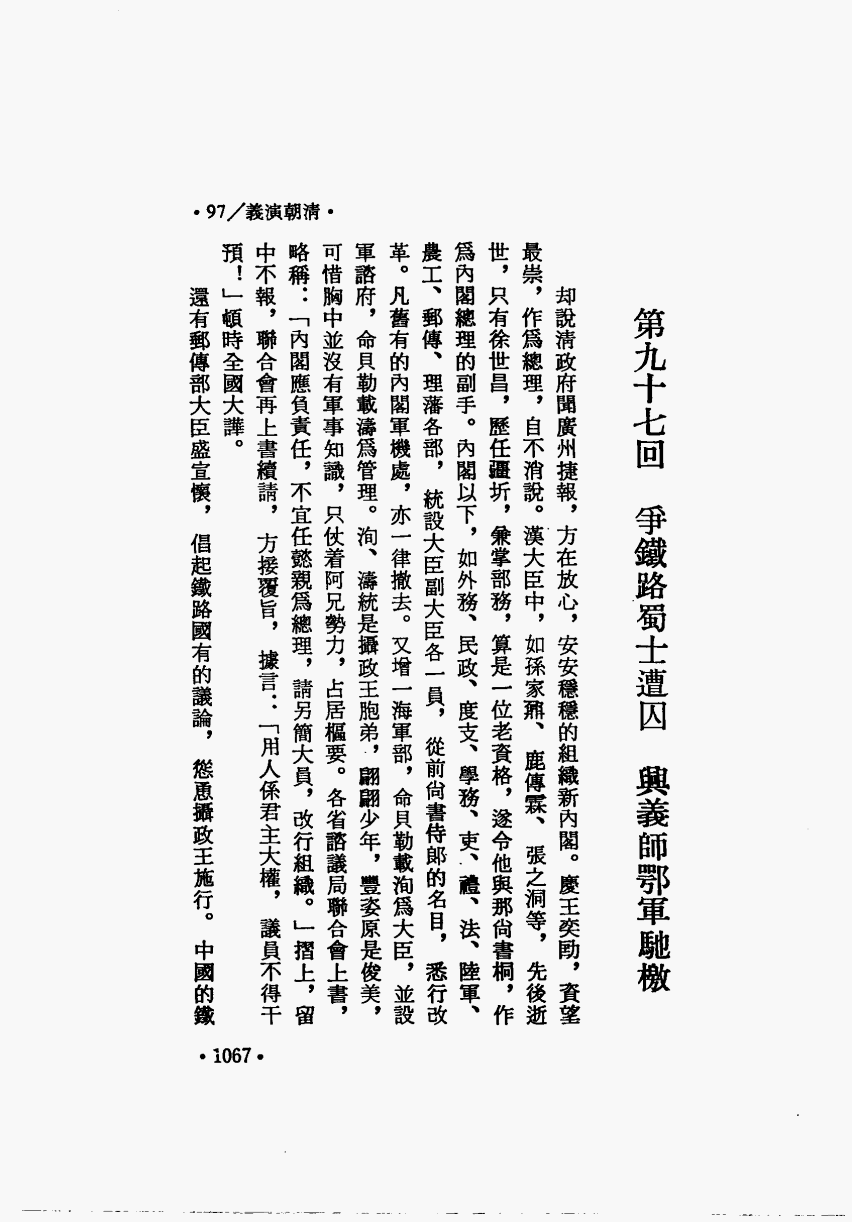 ·97／義演朝清·
第九十七回　爭鐵路蜀士遭囚　興義師鄂軍馳檄
却說清政府聞廣州捷報，方在放心，安安穩穩的組織新內閣。慶王奕劻，資望
最崇，作爲總理，自不消說。漢大臣中，如孫家鼐、鹿傳霖、張之洞等，先後逝
世，只有徐世昌，歷任疆圻，兼掌部務，算是一位老資格，遂令他與那尙書桐，作
爲內閣總理的副手。內閣以下，如外務、民政、度支、學務、吏、禮、法、陸軍、
農工、郵傳、理藩各部，統設大臣副大臣各一員，從前尙書侍郞的名目，悉行改
革。凡舊有的內閣軍機處，亦一律撤去。又增一海軍部，命貝勒載洵爲大臣，並設
軍諮府，命貝勒載濤爲管理。洵、濤統是攝政王胞弟，翩翩少年，豐姿原是俊美，
可惜胸中並沒有軍事知識，只仗着阿兄勢力，占居樞要。各省諮議局聯合會上書，
略稱：「內閣應負責任，不宜任懿親爲總理，請另簡大員，改行組織。」摺上，留
中不報，聯合會再上書續請，方接覆旨，據言：「用人係君主大權，議員不得干
預！」頓時全國大譁。
還有郵傳部大臣盛宣懷，倡起鐵路國有的議論，慫恿攝政王施行。中國的鐵
·1067·